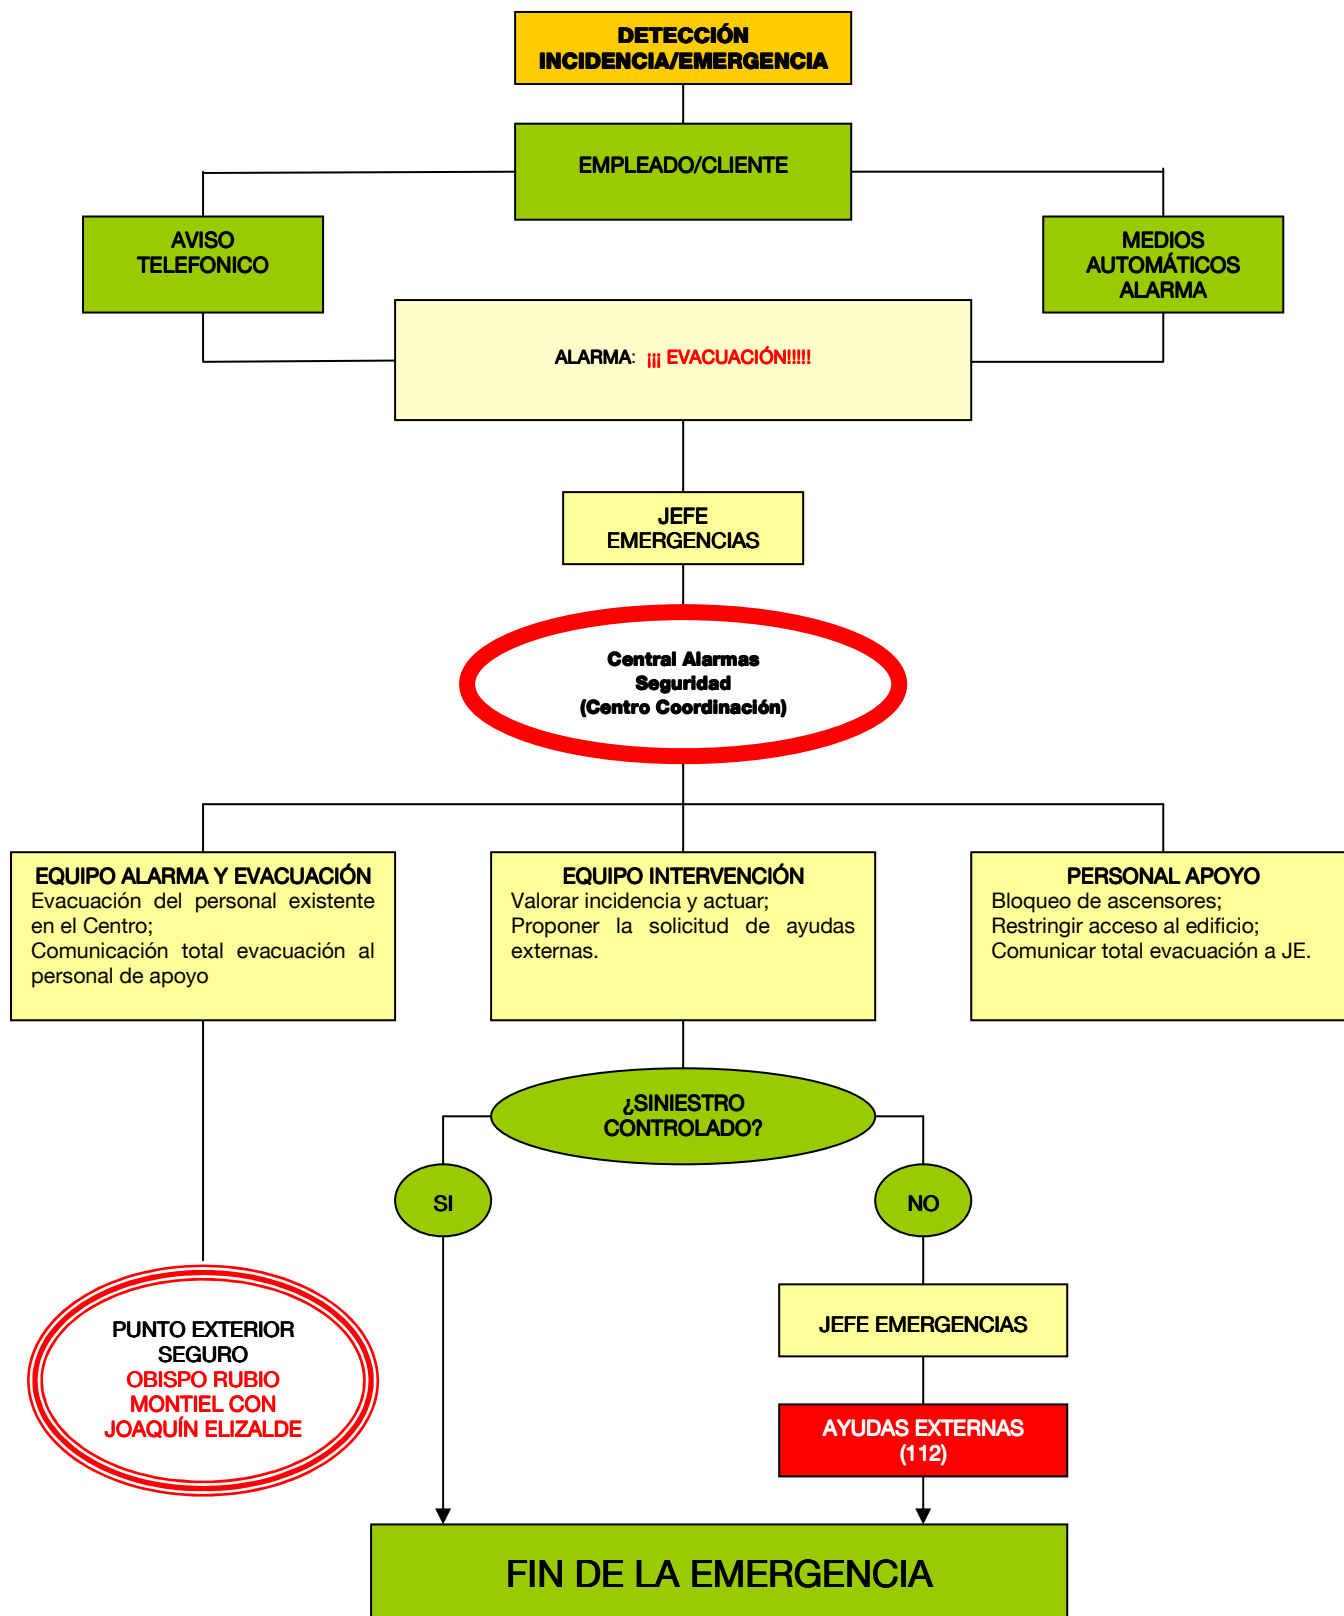 DETECCIÓN
INCIDENCIA/EMERGENCIA
EMPLEADO/CLIENTE
AVISO
TELEFONICO
MEDIOS
AUTOMÁTICOS
ALARMA
ALARMA: ¡¡¡ EVACUACIÓN!!!!!
JEFE
EMERGENCIAS
Central Alarmas
Seguridad
(Centro Coordinación)
EQUIPO ALARMA Y EVACUACIÓN
Evacuación del personal existente
en el Centro;
Comunicación total evacuación al
personal de apoyo
EQUIPO INTERVENCIÓN
Valorar incidencia y actuar;
Proponer la solicitud de ayudas
externas.
PERSONAL APOYO
Bloqueo de ascensores;
Restringir acceso al edificio;
Comunicar total evacuación a JE.
¿SINIESTRO
CONTROLADO?
SI
NO
JEFE EMERGENCIAS
PUNTO EXTERIOR
SEGURO
OBISPO RUBIO
MONTIEL CON
JOAQUÍN ELIZALDE
AYUDAS EXTERNAS
(112)
FIN DE LA EMERGENCIA